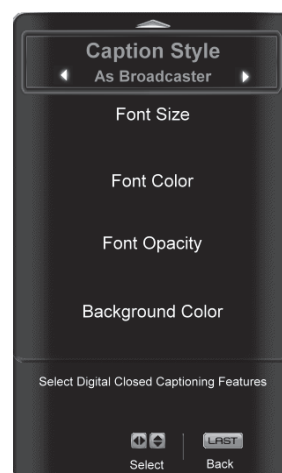 Caption Style
As Broadcaster
Font Size
Font Color
Font Opacity
Background Color
Select Digital Closed Captioning Features
LAST
Select Back